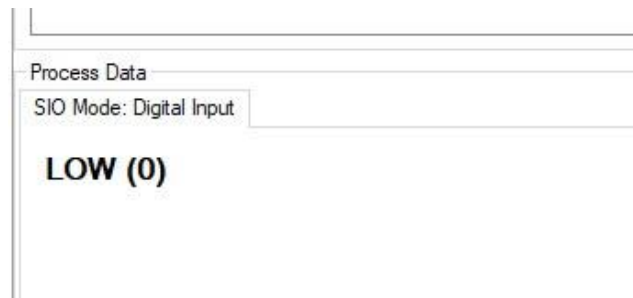 Process Data
SIO Mode: Digital Input
LOW (0)